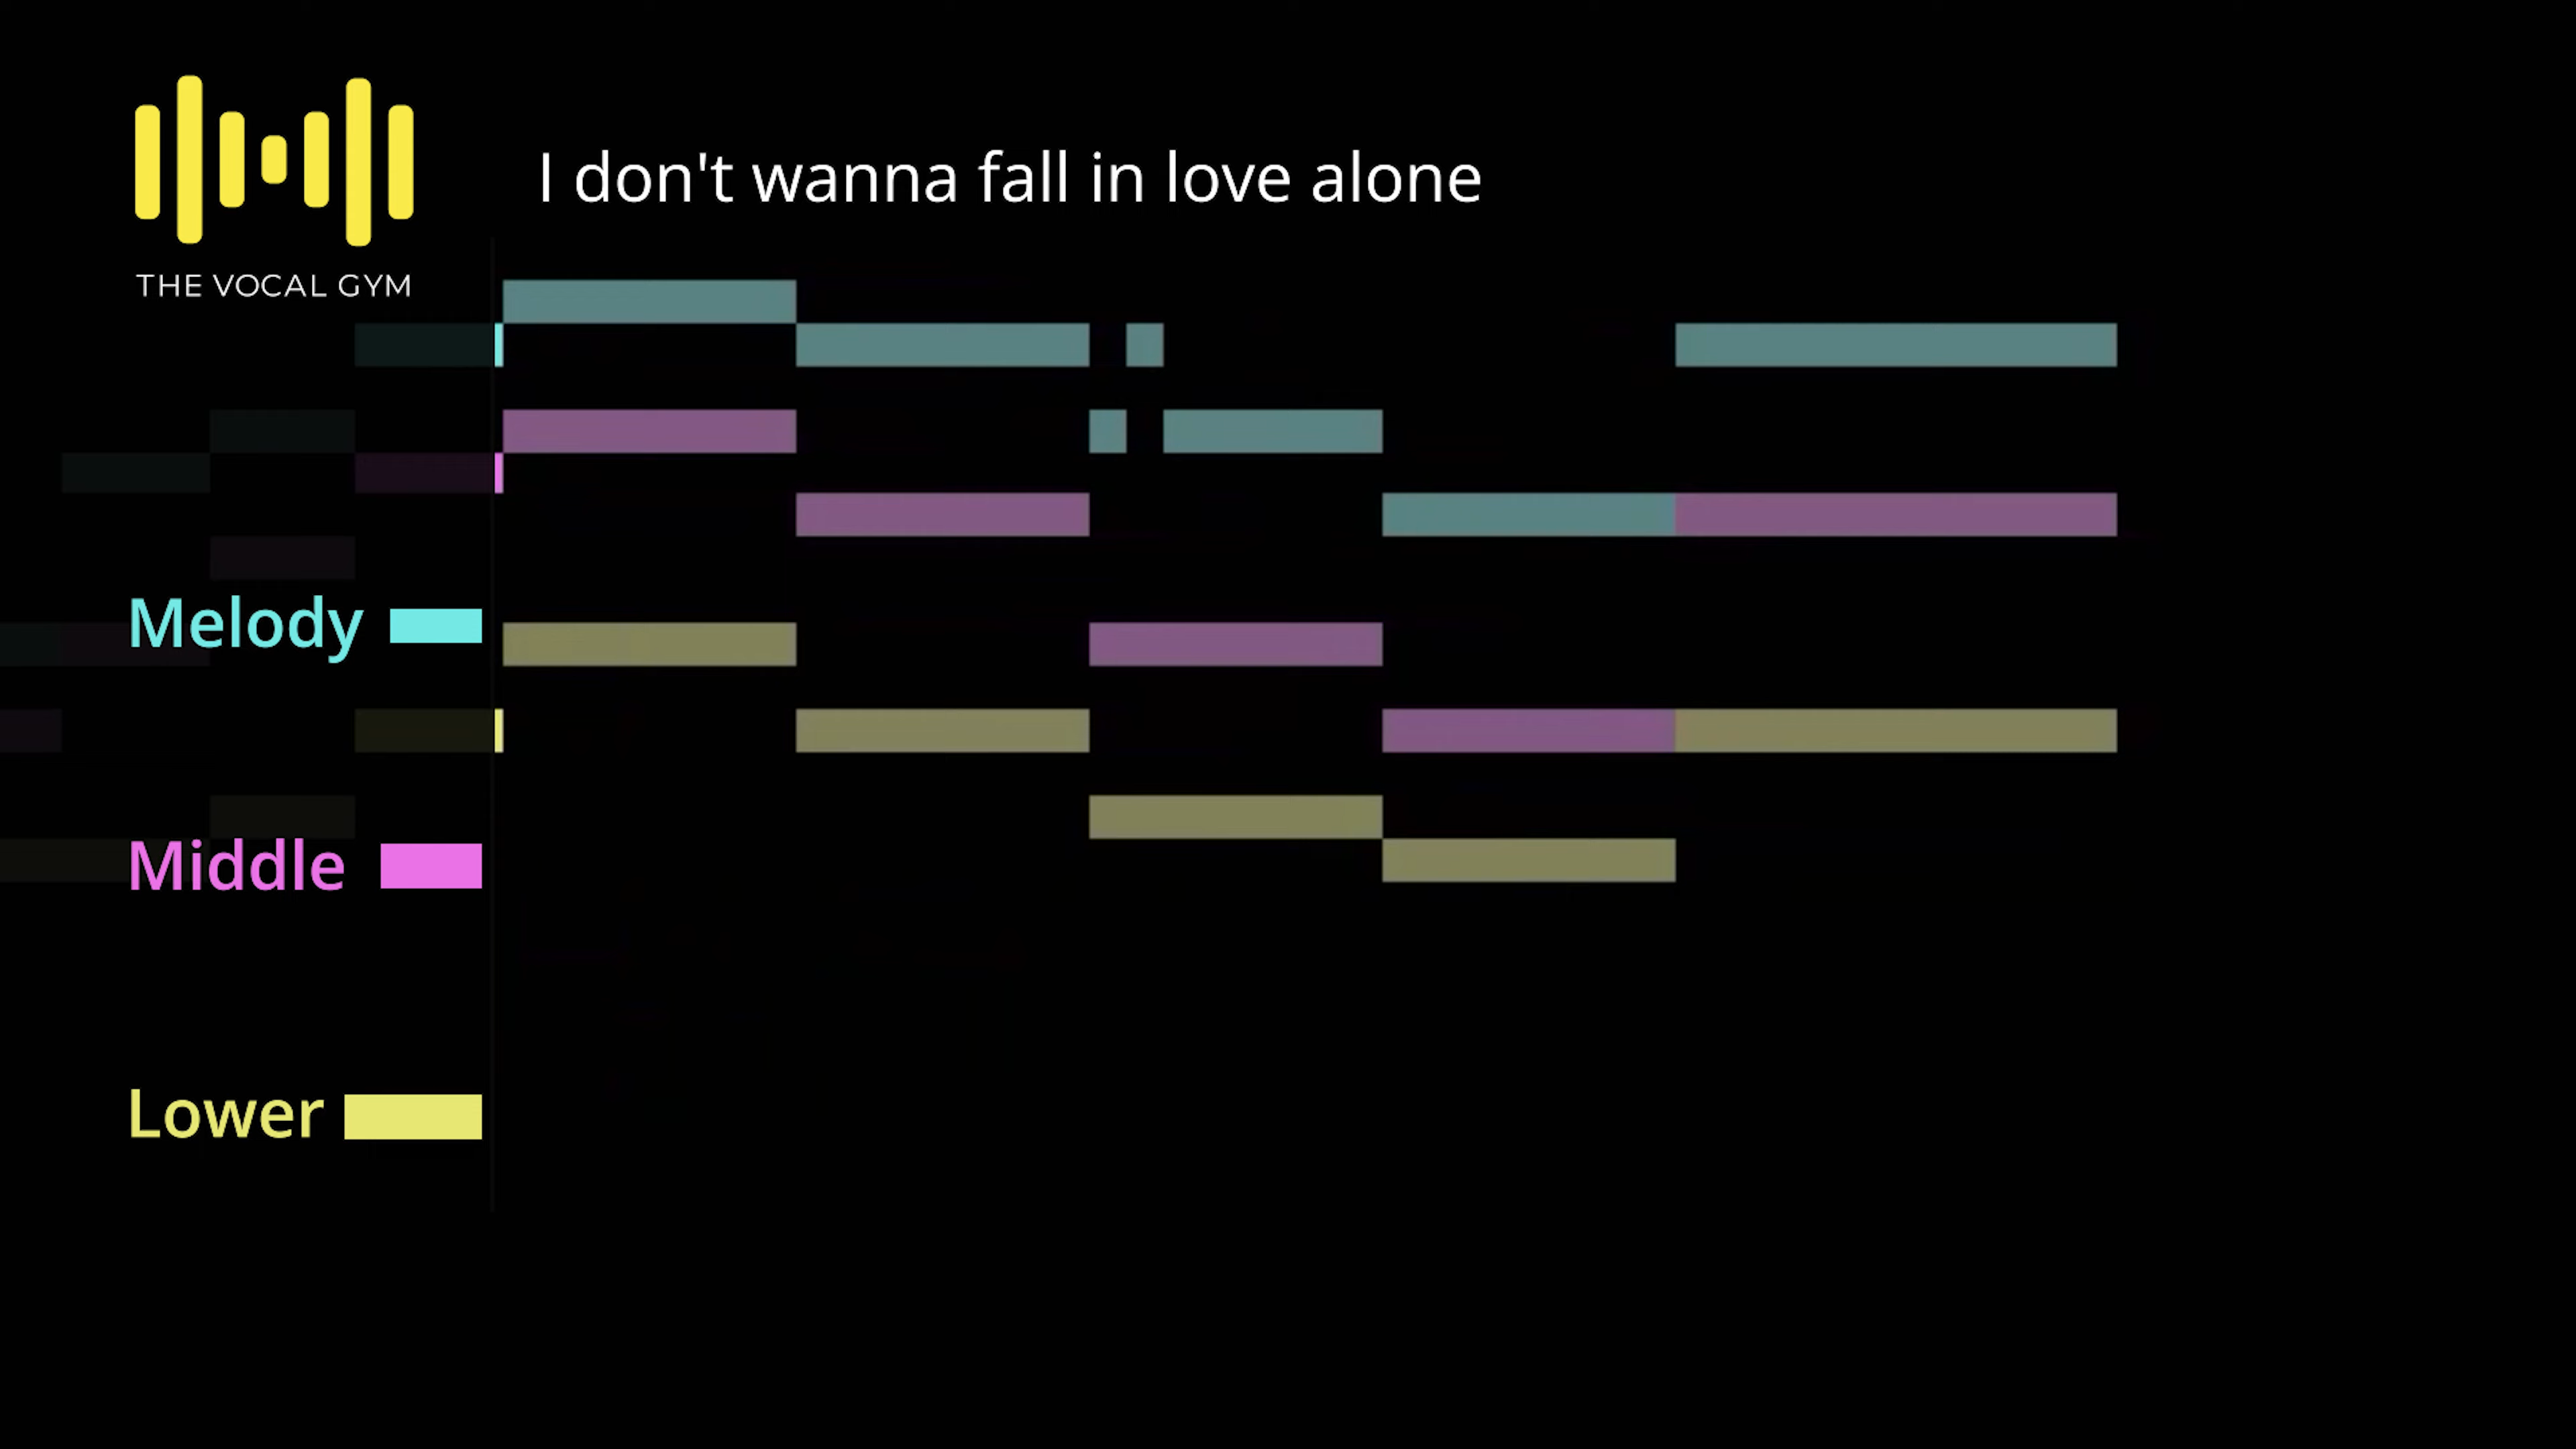 THE VOCAL GYM
I don't wanna fall in love alone
Melody
Middle
Lower